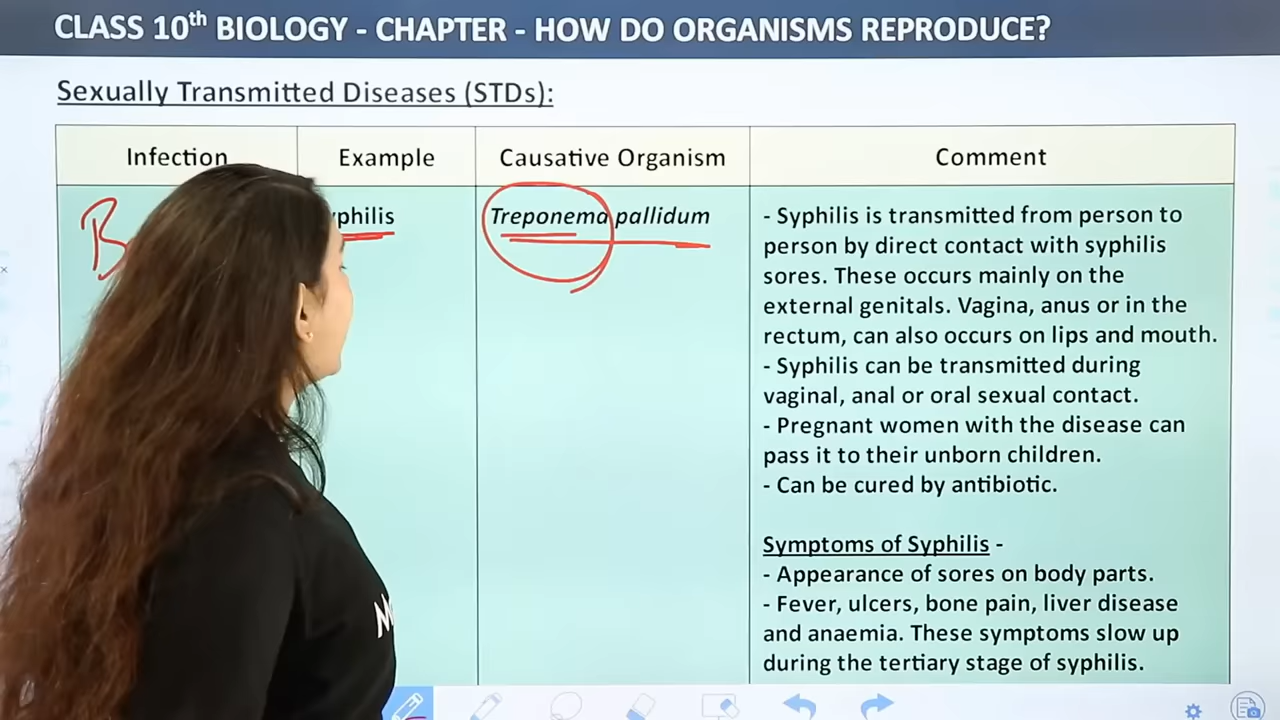 CLASS 10th BIOLOGY - CHAPTER - HOW DO ORGANISMS REPRODUCE?
Sexually Transmitted Diseases (STDs):
Infection
Example
Causative Organism
Comment
B
philis
Treponema pallidum
- Syphilis is transmitted from person to
person by direct contact with syphilis
sores. These occurs mainly on the
external genitals. Vagina, anus or in the
rectum, can also occurs on lips and mouth.
- Syphilis can be transmitted during
vaginal, anal or oral sexual contact.
- Pregnant women with the disease can
pass it to their unborn children.
- Can be cured by antibiotic.
Symptoms of Syphilis -
- Appearance of sores on body parts.
- Fever, ulcers, bone pain, liver disease
and anaemia. These symptoms slow up
during the tertiary stage of syphilis.